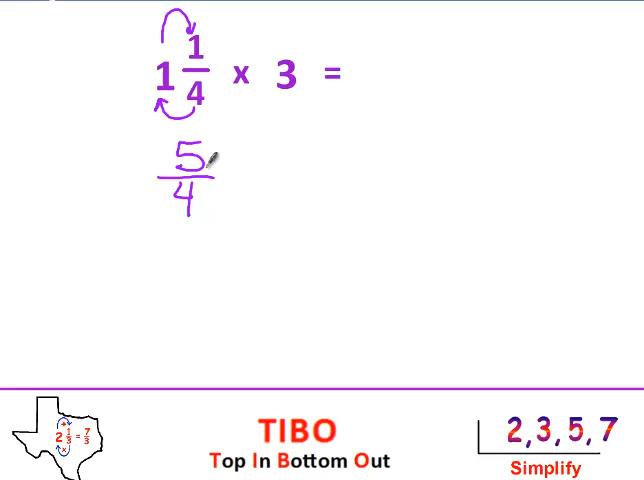 1 1/4 x 3 =
5/4
2 1/3 = 7/3
+
x
TIBO
Top In Bottom Out
2, 3, 5, 7
Simplify